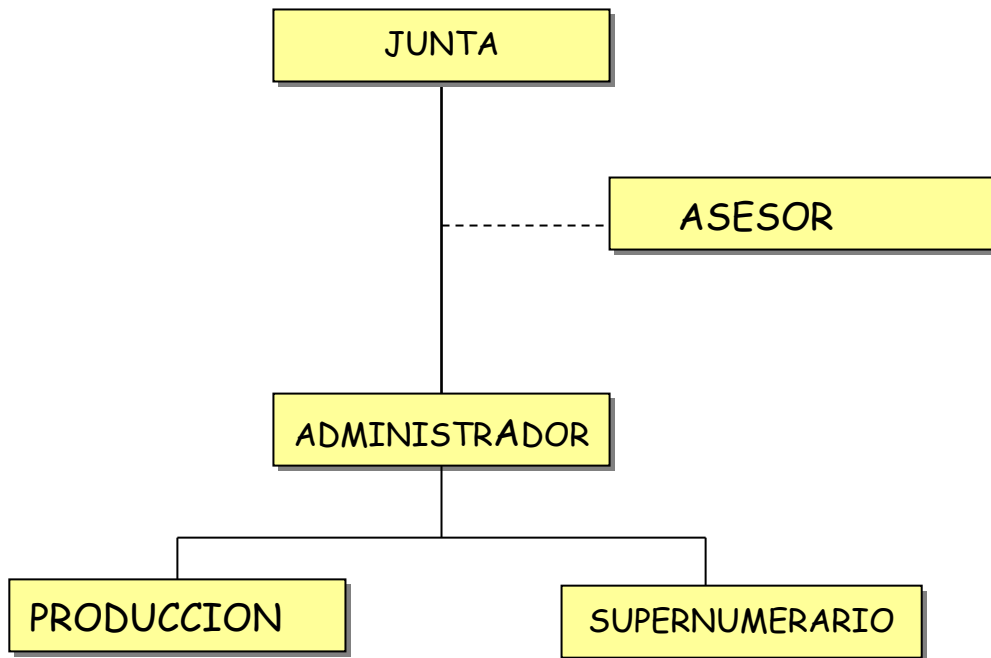 JUNTA
ASESOR
ADMINISTRADOR
PRODUCCION
SUPERNUMERARIO